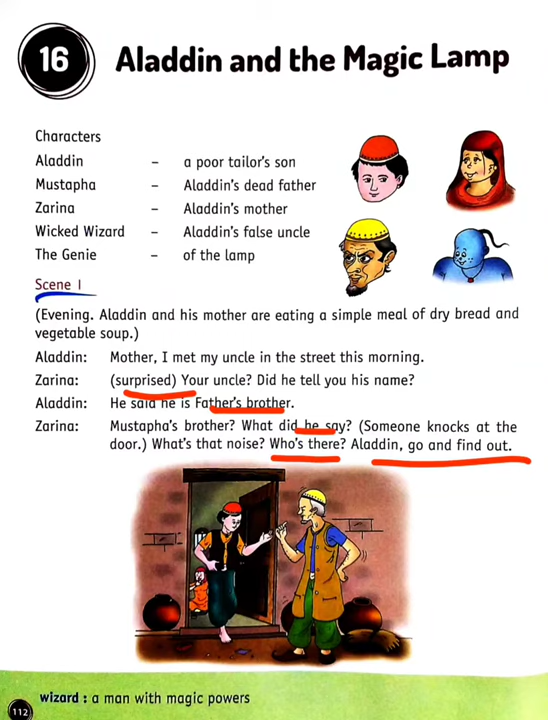 16 Aladdin and the Magic Lamp
Characters
Aladdin – a poor tailor's son
Mustapha – Aladdin's dead father
Zarina – Aladdin's mother
Wicked Wizard – Aladdin's false uncle
The Genie – of the lamp
Scene 1
(Evening. Aladdin and his mother are eating a simple meal of dry bread and
vegetable soup.)
Aladdin: Mother, I met my uncle in the street this morning.
Zarina: (surprised) Your uncle? Did he tell you his name?
Aladdin: He said he is Father's brother.
Zarina: Mustapha's brother? What did he say? (Someone knocks at the
door.) What's that noise? Who's there? Aladdin, go and find out.
wizard : a man with magic powers
112